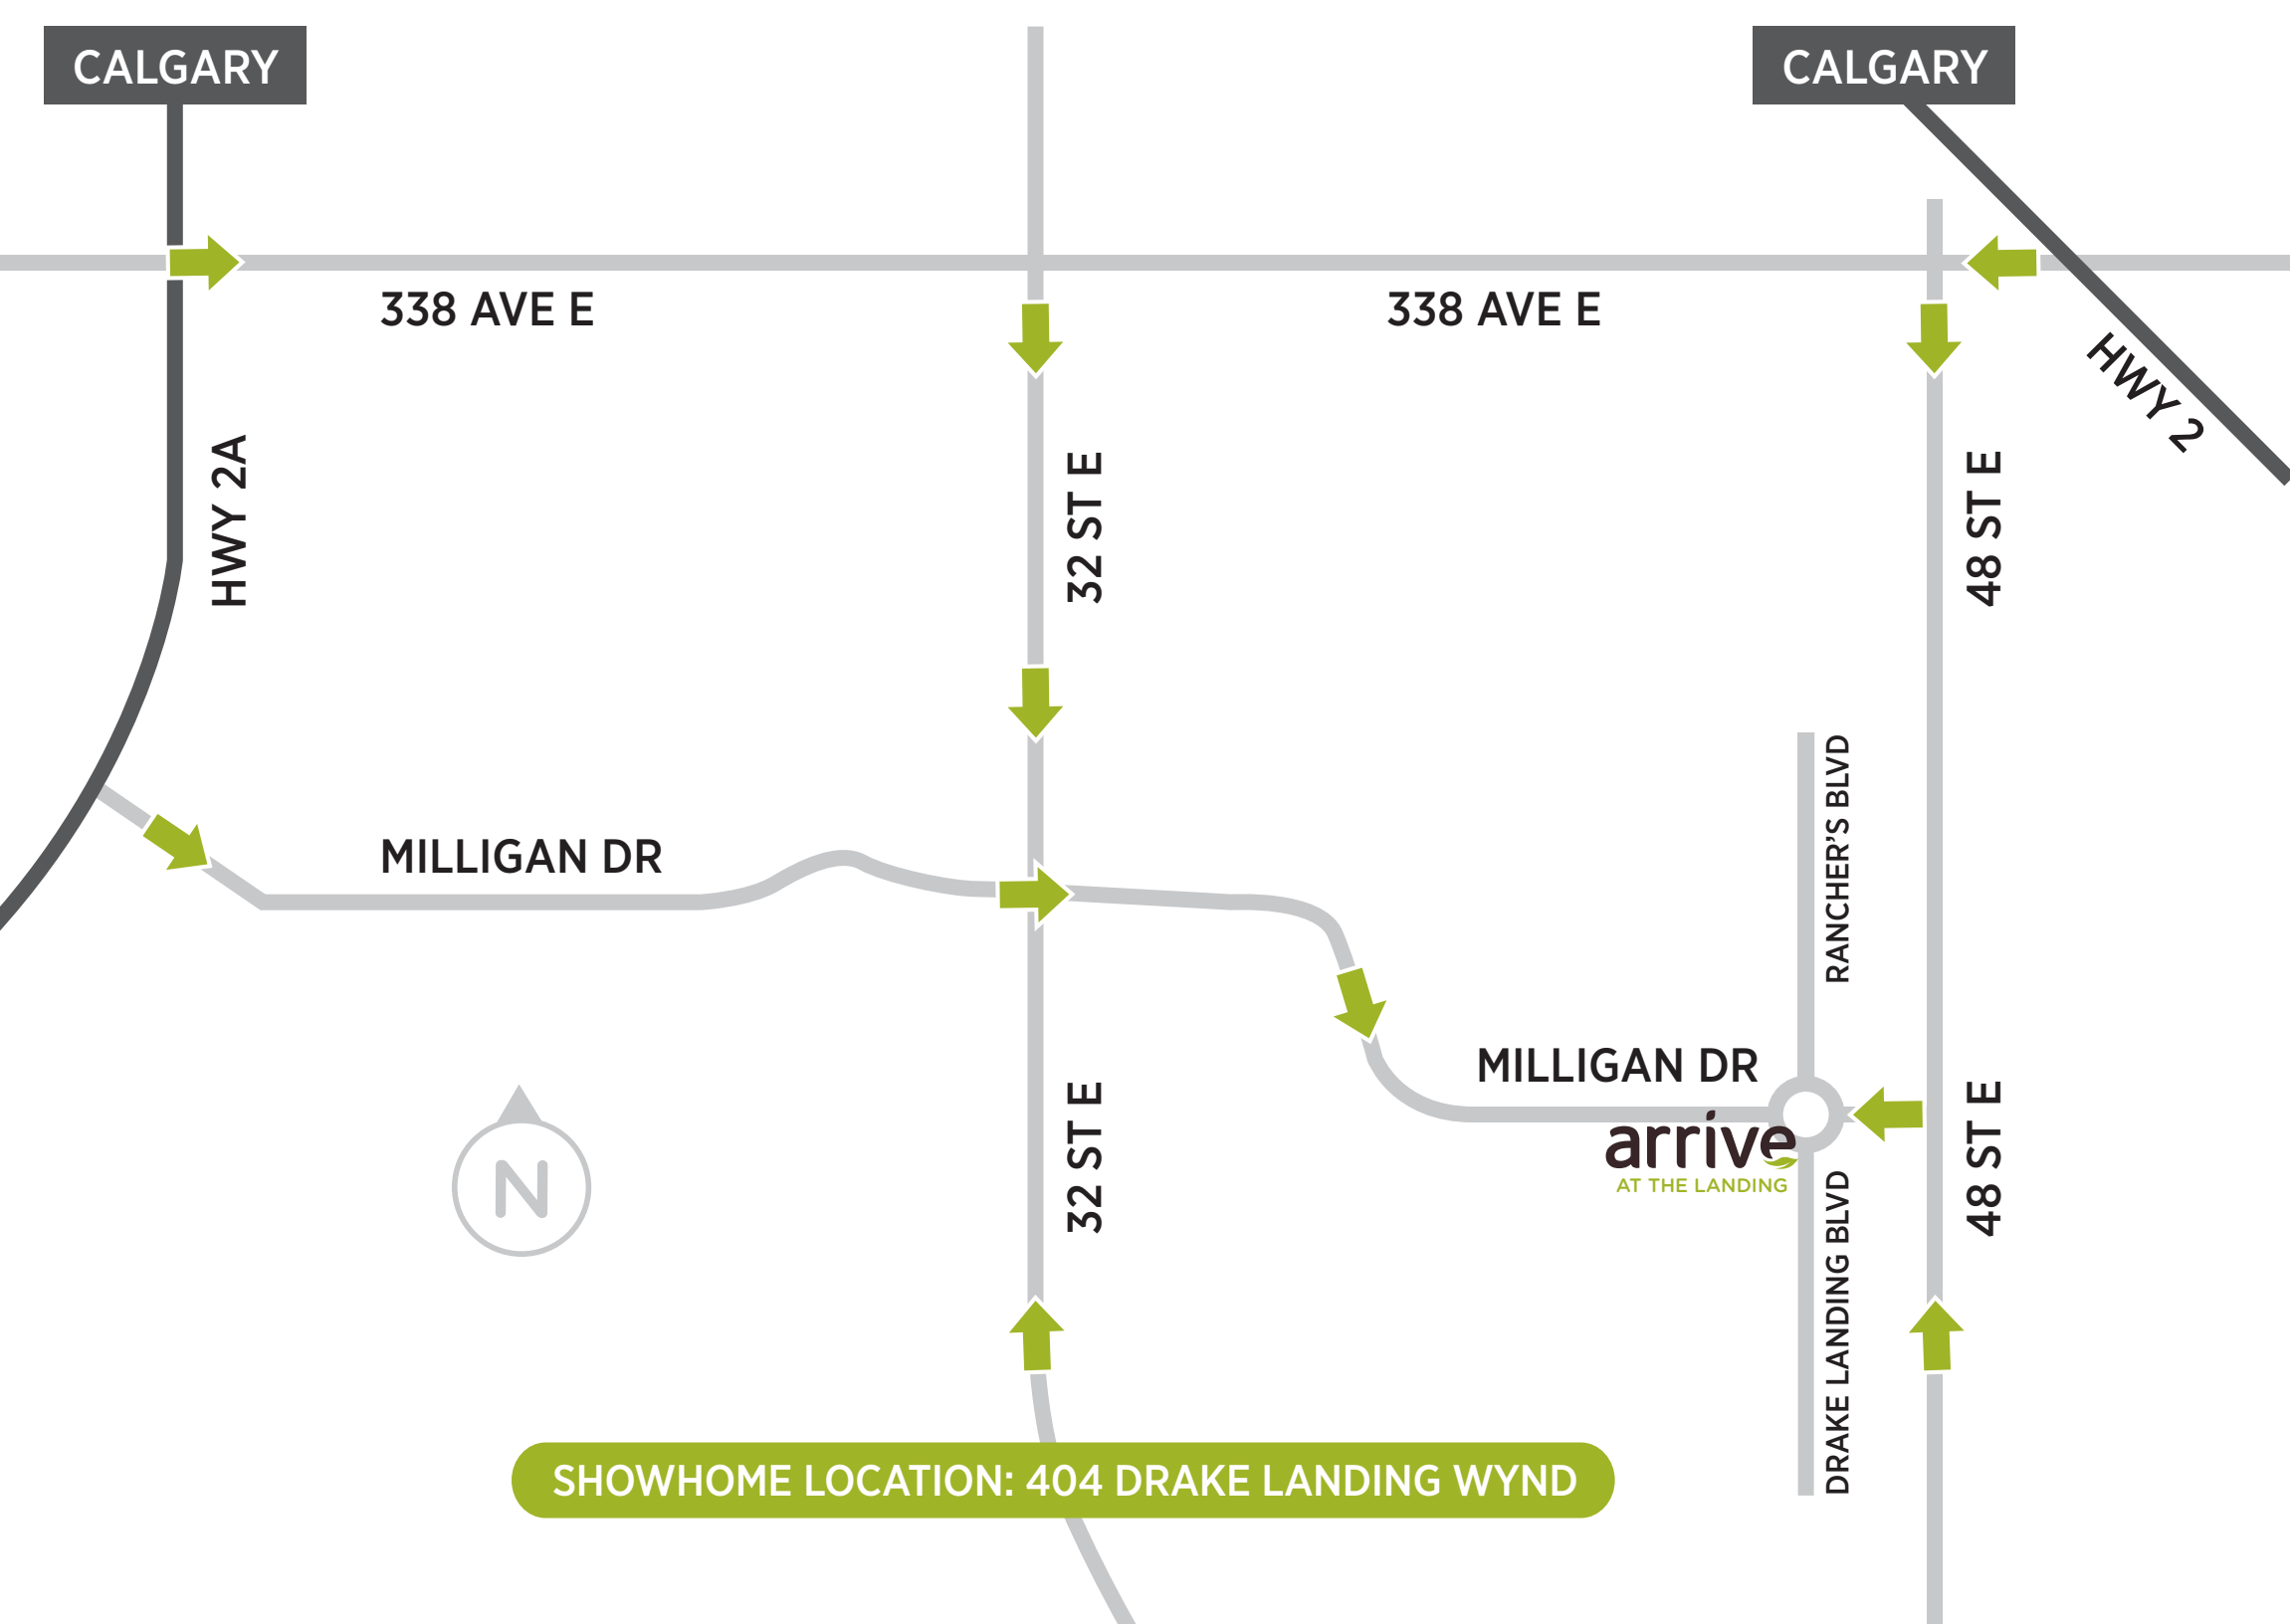 CALGARY
CALGARY
338 AVE E
338 AVE E
HWY 2
HWY 2A
32 ST E
48 ST E
RANCHER'S BLVD
MILLIGAN DR
MILLIGAN DR
arrive
AT THE LANDING
N
32 ST E
48 ST E
DRAKE LANDING BLVD
SHOWHOME LOCATION: 404 DRAKE LANDING WYND